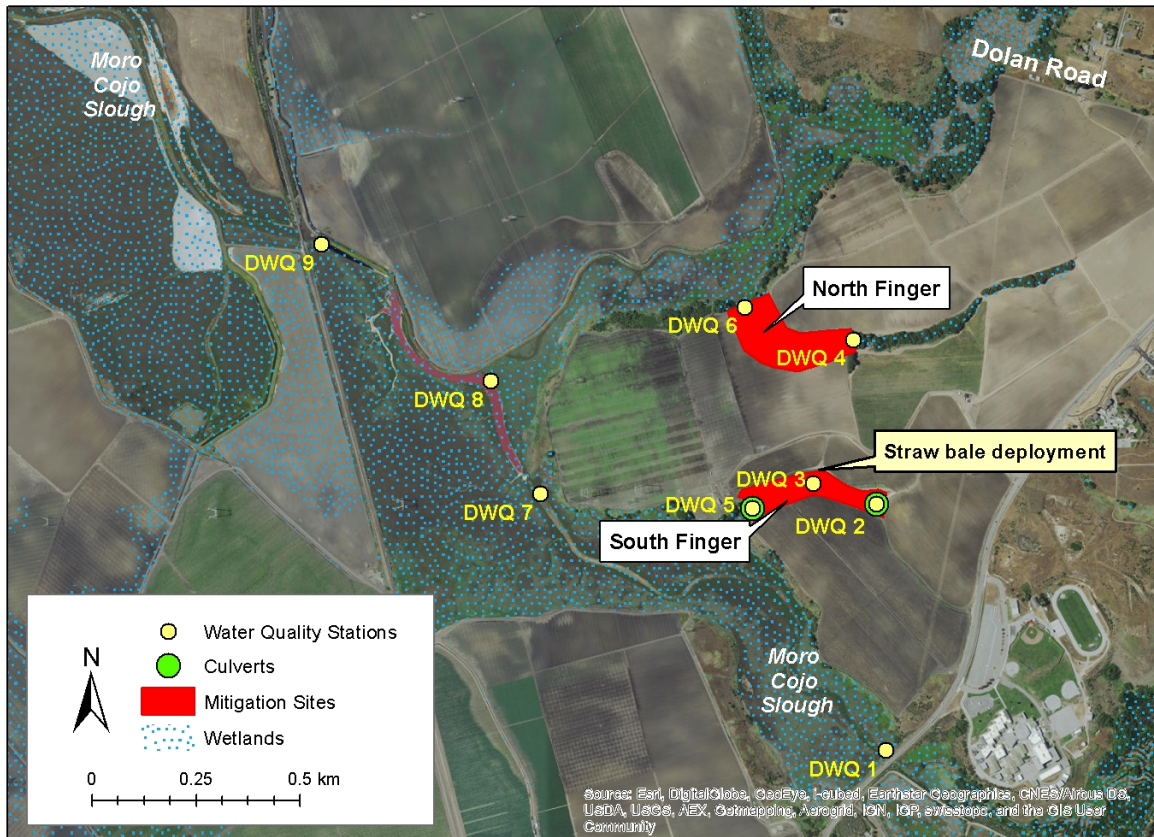 Moro
Cojo
Slough
Dolan Road
DWQ 9
North Finger
DWQ 6
DWQ 4
DWQ 8
Straw bale deployment
DWQ 3
DWQ 7
DWQ 5
DWQ 2
South Finger
Water Quality Stations
Culverts
Mitigation Sites
Wetlands
N
0 0.25 0.5 km
Moro
Cojo
Slough
DWQ 1
Source: Esri, DigitalGlobe, GeoEye, i-cubed, Earthstar Geographics, CNES/Airbus DS,
USDA, USGS, AEX, Getmapping, Aerogrid, IGN, IGP, swisstopo, and the GIS User
Community